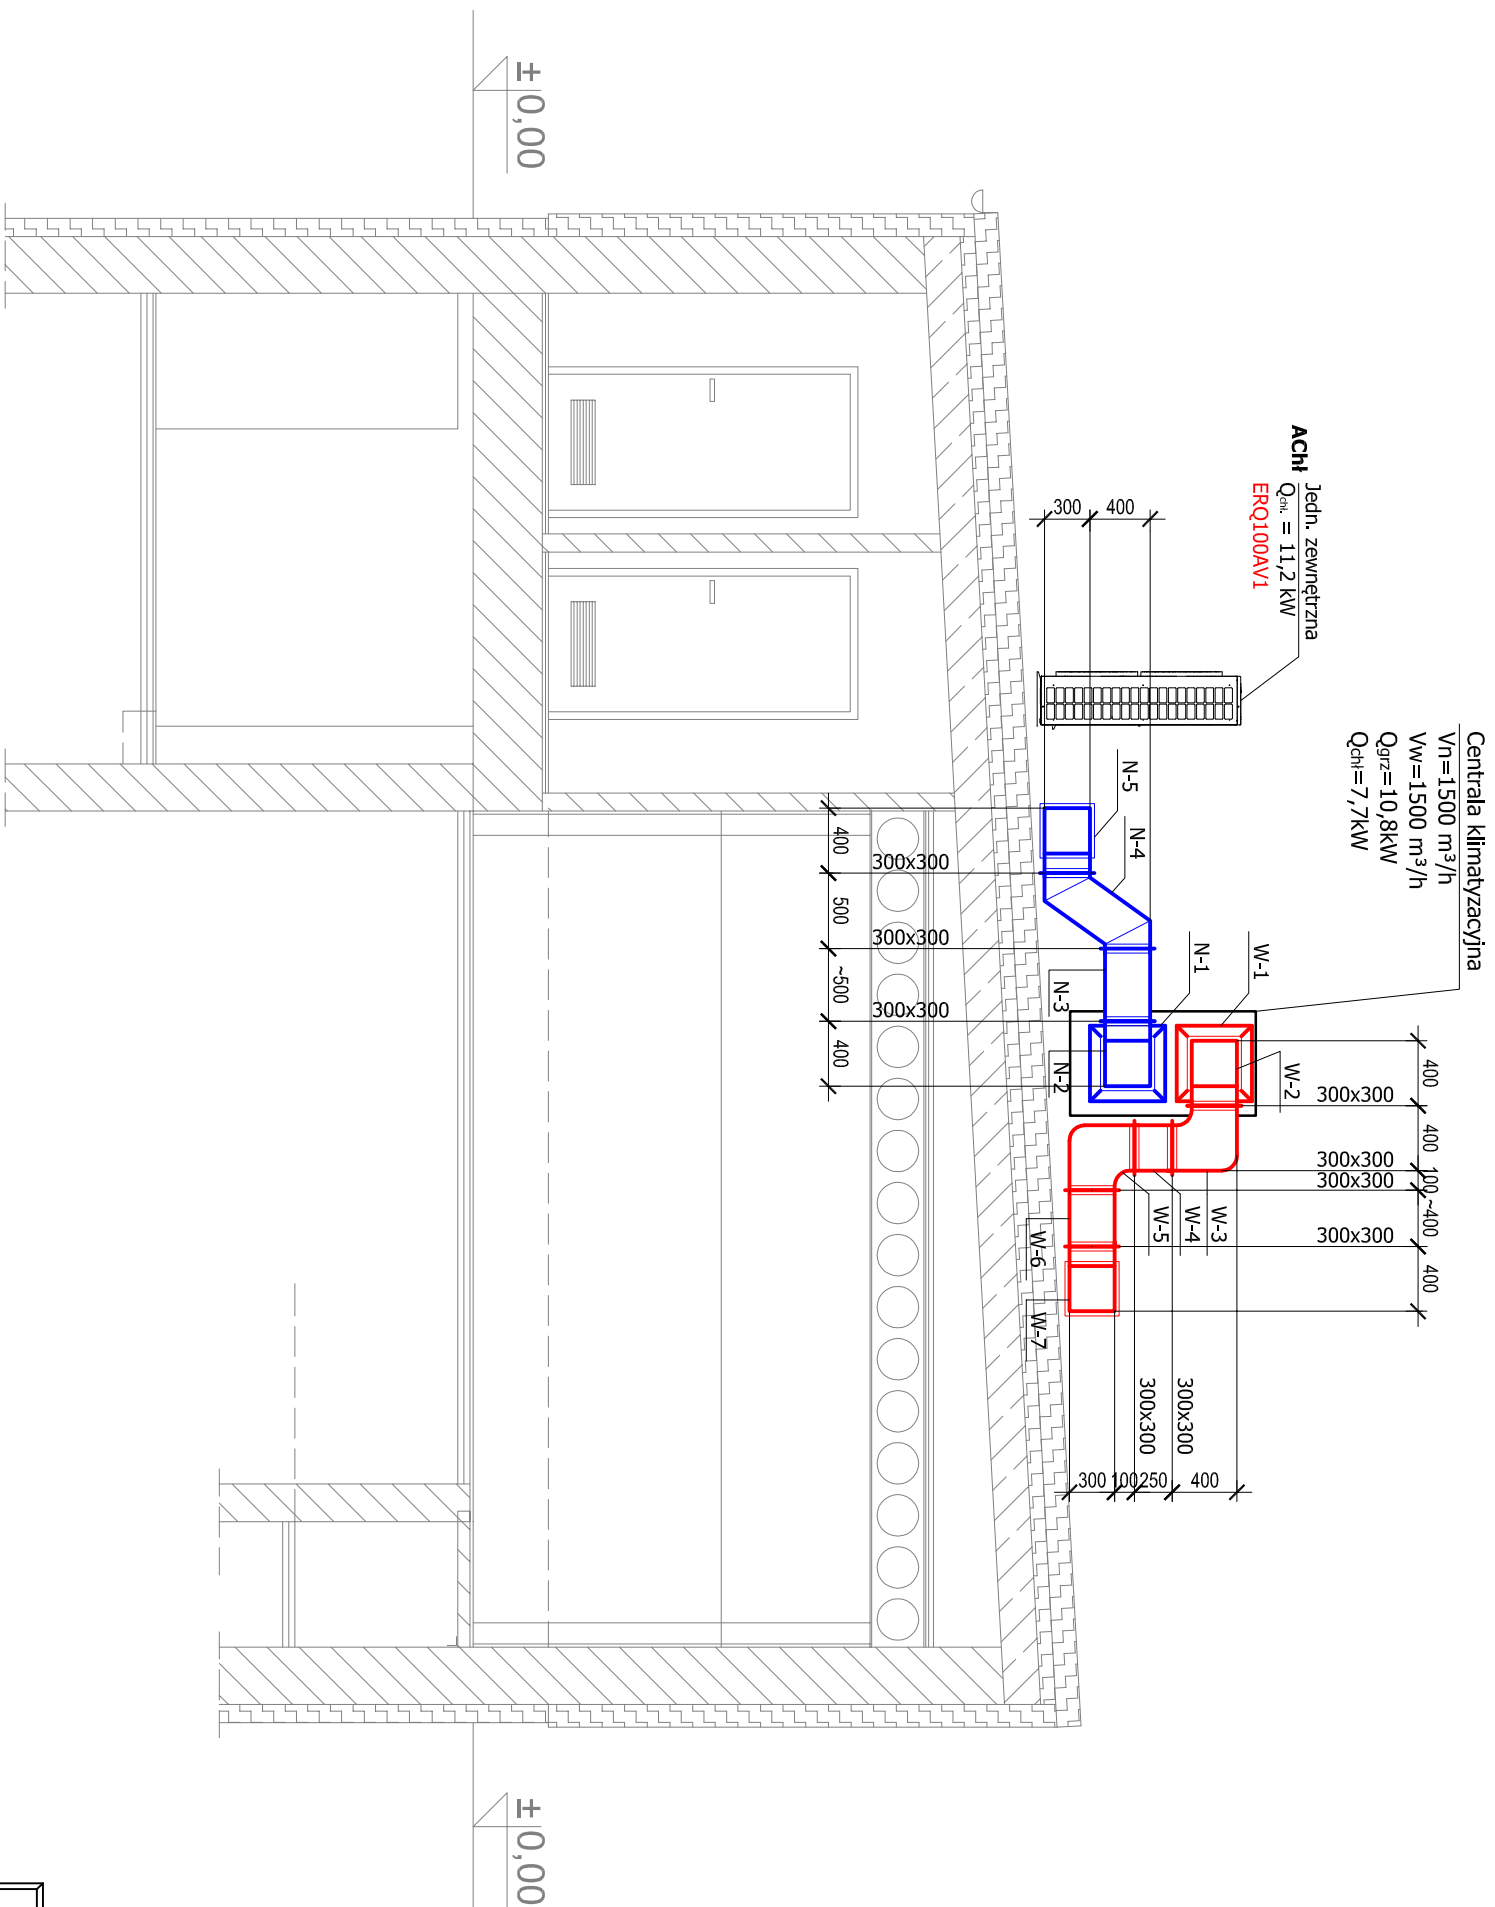 Centrala klimatyzacyjna
Vn=1500 m³/h
Vw=1500 m³/h
Qgrz=10,8kW
Qchł=7,7kW
AChł
Jedn. zewnętrzna
Qchł. = 11,2 kW
ERQ100AV1
300
400
N-5
N-4
N-1
W-1
N-3
N-2
W-2
400
300x300
400
300x300
100
300x300
~400
300x300
400
W-3
W-4
W-5
W-6
W-7
300x300
300x300
300
100
250
400
400
300x300
500
300x300
~500
300x300
400
± 0,00
± 0,00